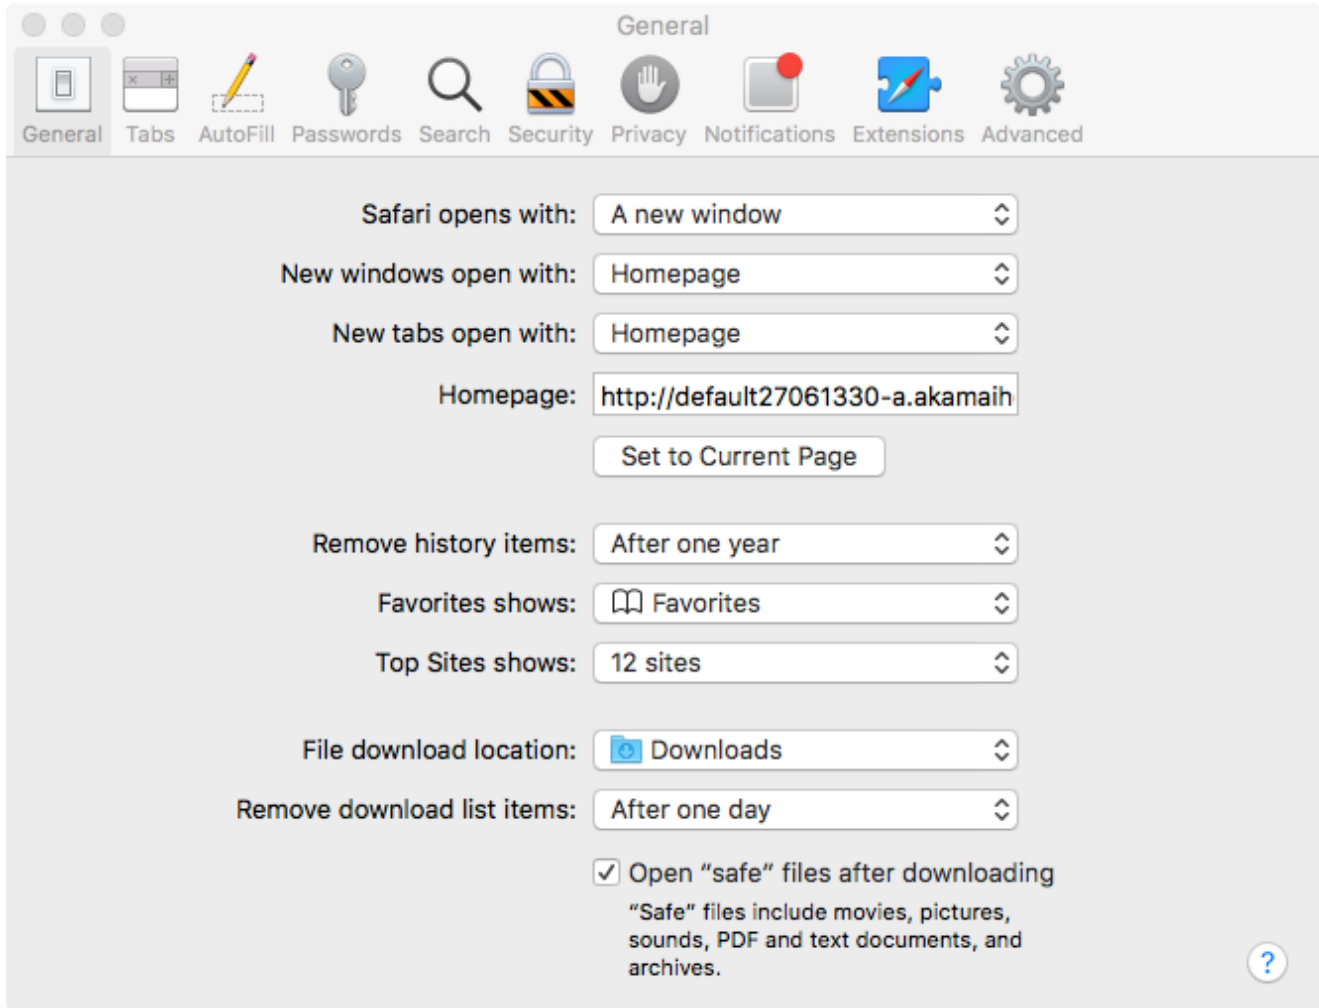 General
General Tabs AutoFill Passwords Search Security Privacy Notifications Extensions Advanced
Safari opens with: A new window
New windows open with: Homepage
New tabs open with: Homepage
Homepage: http://default27061330-a.akamaih
Set to Current Page
Remove history items: After one year
Favorites shows: Favorites
Top Sites shows: 12 sites
File download location: Downloads
Remove download list items: After one day
Open “safe” files after downloading
“Safe” files include movies, pictures,
sounds, PDF and text documents, and
archives.
?